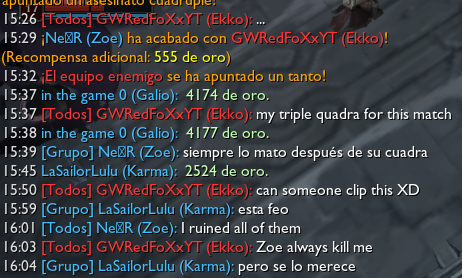 apuntado un asesinato cuádruple!
15:26 [Todos] GWRedFoXxYT (Ekko): ...
15:29 ¡Ne▯R (Zoe) ha acabado con GWRedFoXxYT (Ekko)!
(Recompensa adicional: 555 de oro)
15:32 ¡El equipo enemigo se ha apuntado un tanto!
15:37 in the game 0 (Galio): 4174 de oro.
15:37 [Todos] GWRedFoXxYT (Ekko): my triple quadra for this match
15:38 in the game 0 (Galio): 4177 de oro.
15:39 [Grupo] Ne▯R (Zoe): siempre lo mato después de su cuadra
15:45 LaSailorLulu (Karma): 2524 de oro.
15:50 [Todos] GWRedFoXxYT (Ekko): can someone clip this XD
15:59 [Grupo] LaSailorLulu (Karma): esta feo
16:01 [Todos] Ne▯R (Zoe): I ruined all of them
16:03 [Todos] GWRedFoXxYT (Ekko): Zoe always kill me
16:04 [Grupo] LaSailorLulu (Karma): pero se lo merece